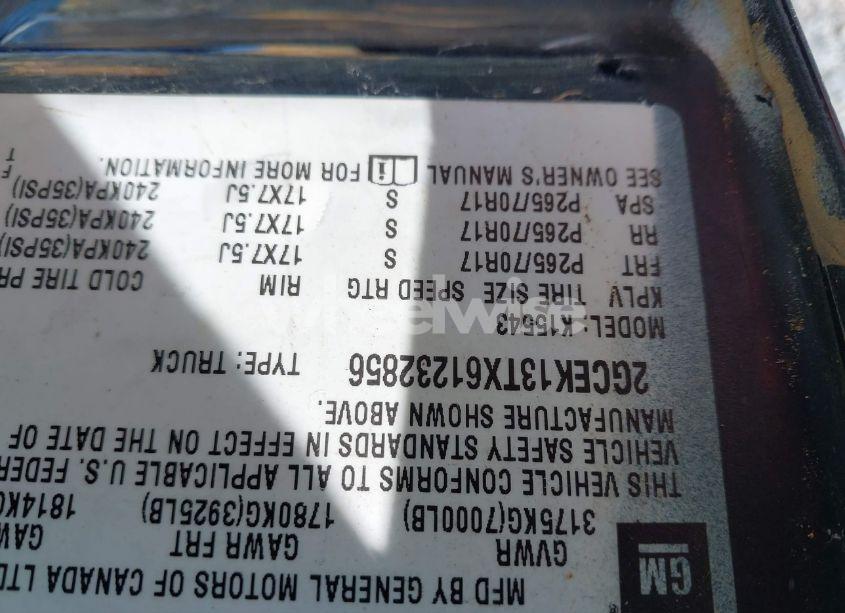 MFD BY GENERAL MOTORS OF CANADA LTD
GM
®
GVWR GAWR FRT GAW
3175KG(7000LB) 1780KG(3925LB) 1814KG
THIS VEHICLE CONFORMS TO ALL APPLICABLE U.S. FEDER
VEHICLE SAFETY STANDARDS IN EFFECT ON THE DATE OF
MANUFACTURE SHOWN ABOVE.
2GCEK13TX61232856 TYPE: TRUCK
MODEL: K15543
KPLV TIRE SIZE SPEED RTG RIM COLD TIRE PR
FRT P265/70R17 S 17X7.5J 240KPA(35PSI)
RR P265/70R17 S 17X7.5J 240KPA(35PSI)
SPA P265/70R17 S 17X7.5J 240KPA(35PSI)
SEE OWNER'S MANUAL i FOR MORE INFORMATION.
wheelwise